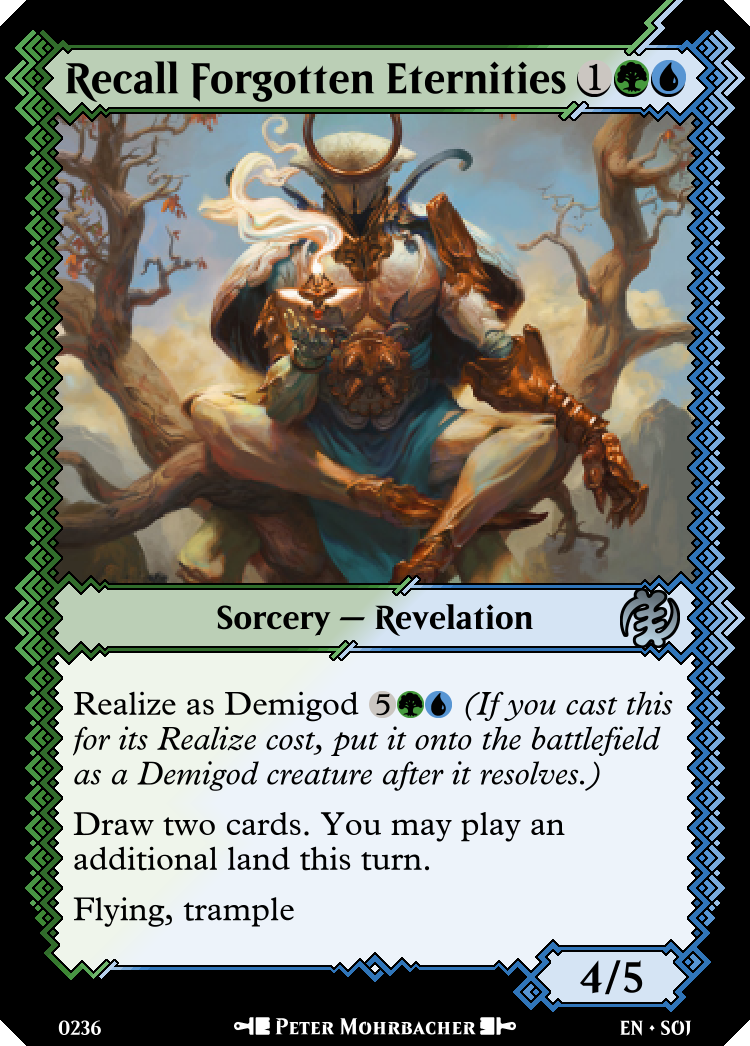 Recall Forgotten Eternities 1
Sorcery — Revelation
Realize as Demigod 5 (If you cast this
for its Realize cost, put it onto the battlefield
as a Demigod creature after it resolves.)
Draw two cards. You may play an
additional land this turn.
Flying, trample
4/5
0236 Peter Mohrbacher EN • SOI